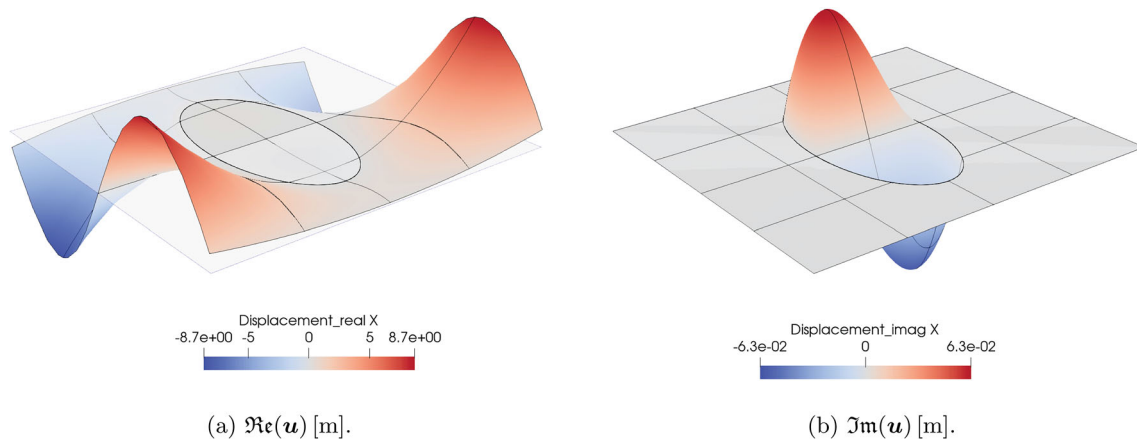 Displacement_real X
-8.7e+00 -5 0 5 8.7e+00
(a) ℜ𝔢(𝒖) [m].
Displacement_imag X
-6.3e-02 0 6.3e-02
(b) ℑ𝔪(𝒖) [m].